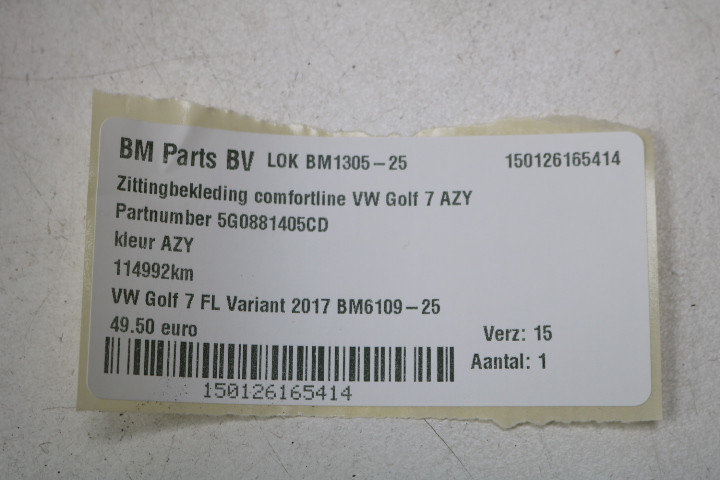 BM Parts BV LOK BM1305-25 150126165414
Zittingbekleding comfortline VW Golf 7 AZY
Partnumber 5G0881405CD
kleur AZY
114992km
VW Golf 7 FL Variant 2017 BM6109-25
49.50 euro
Verz: 15
Aantal: 1
150126165414